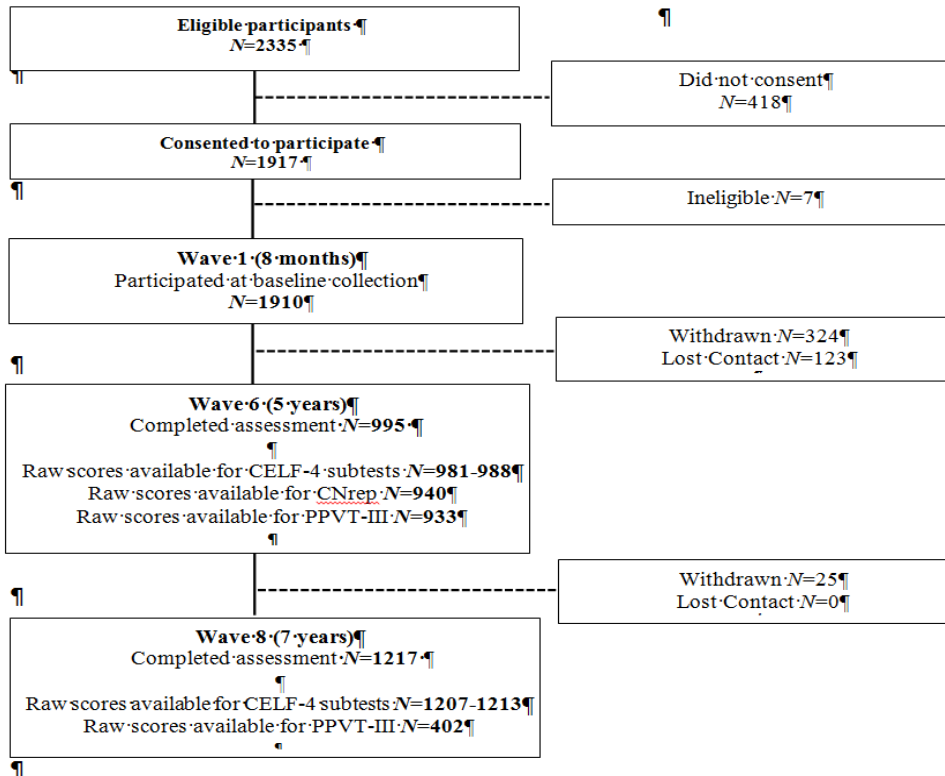 ¶
Eligible·participants·¶
N=2335·¶
¶
Did·not·consent¶
N=418¶
Consented·to·participate·¶
N=1917·¶
¶
Ineligible·N=7¶
Wave·1·(8·months)¶
Participated·at·baseline·collection¶
N=1910¶
Withdrawn·N=324¶
Lost·Contact·N=123¶
¶
¶
Wave·6·(5·years)¶
Completed·assessment·N=995·¶
¶
Raw·scores·available·for·CELF-4·subtests·N=981-988¶
Raw·scores·available·for·CNrep·N=940¶
Raw·scores·available·for·PPVT-III·N=933¶
¶
Withdrawn·N=25¶
Lost·Contact·N=0¶
¶
Wave·8·(7·years)¶
Completed·assessment·N=1217·¶
¶
Raw·scores·available·for·CELF-4·subtests·N=1207-1213¶
Raw·scores·available·for·PPVT-III·N=402¶
¶
¶